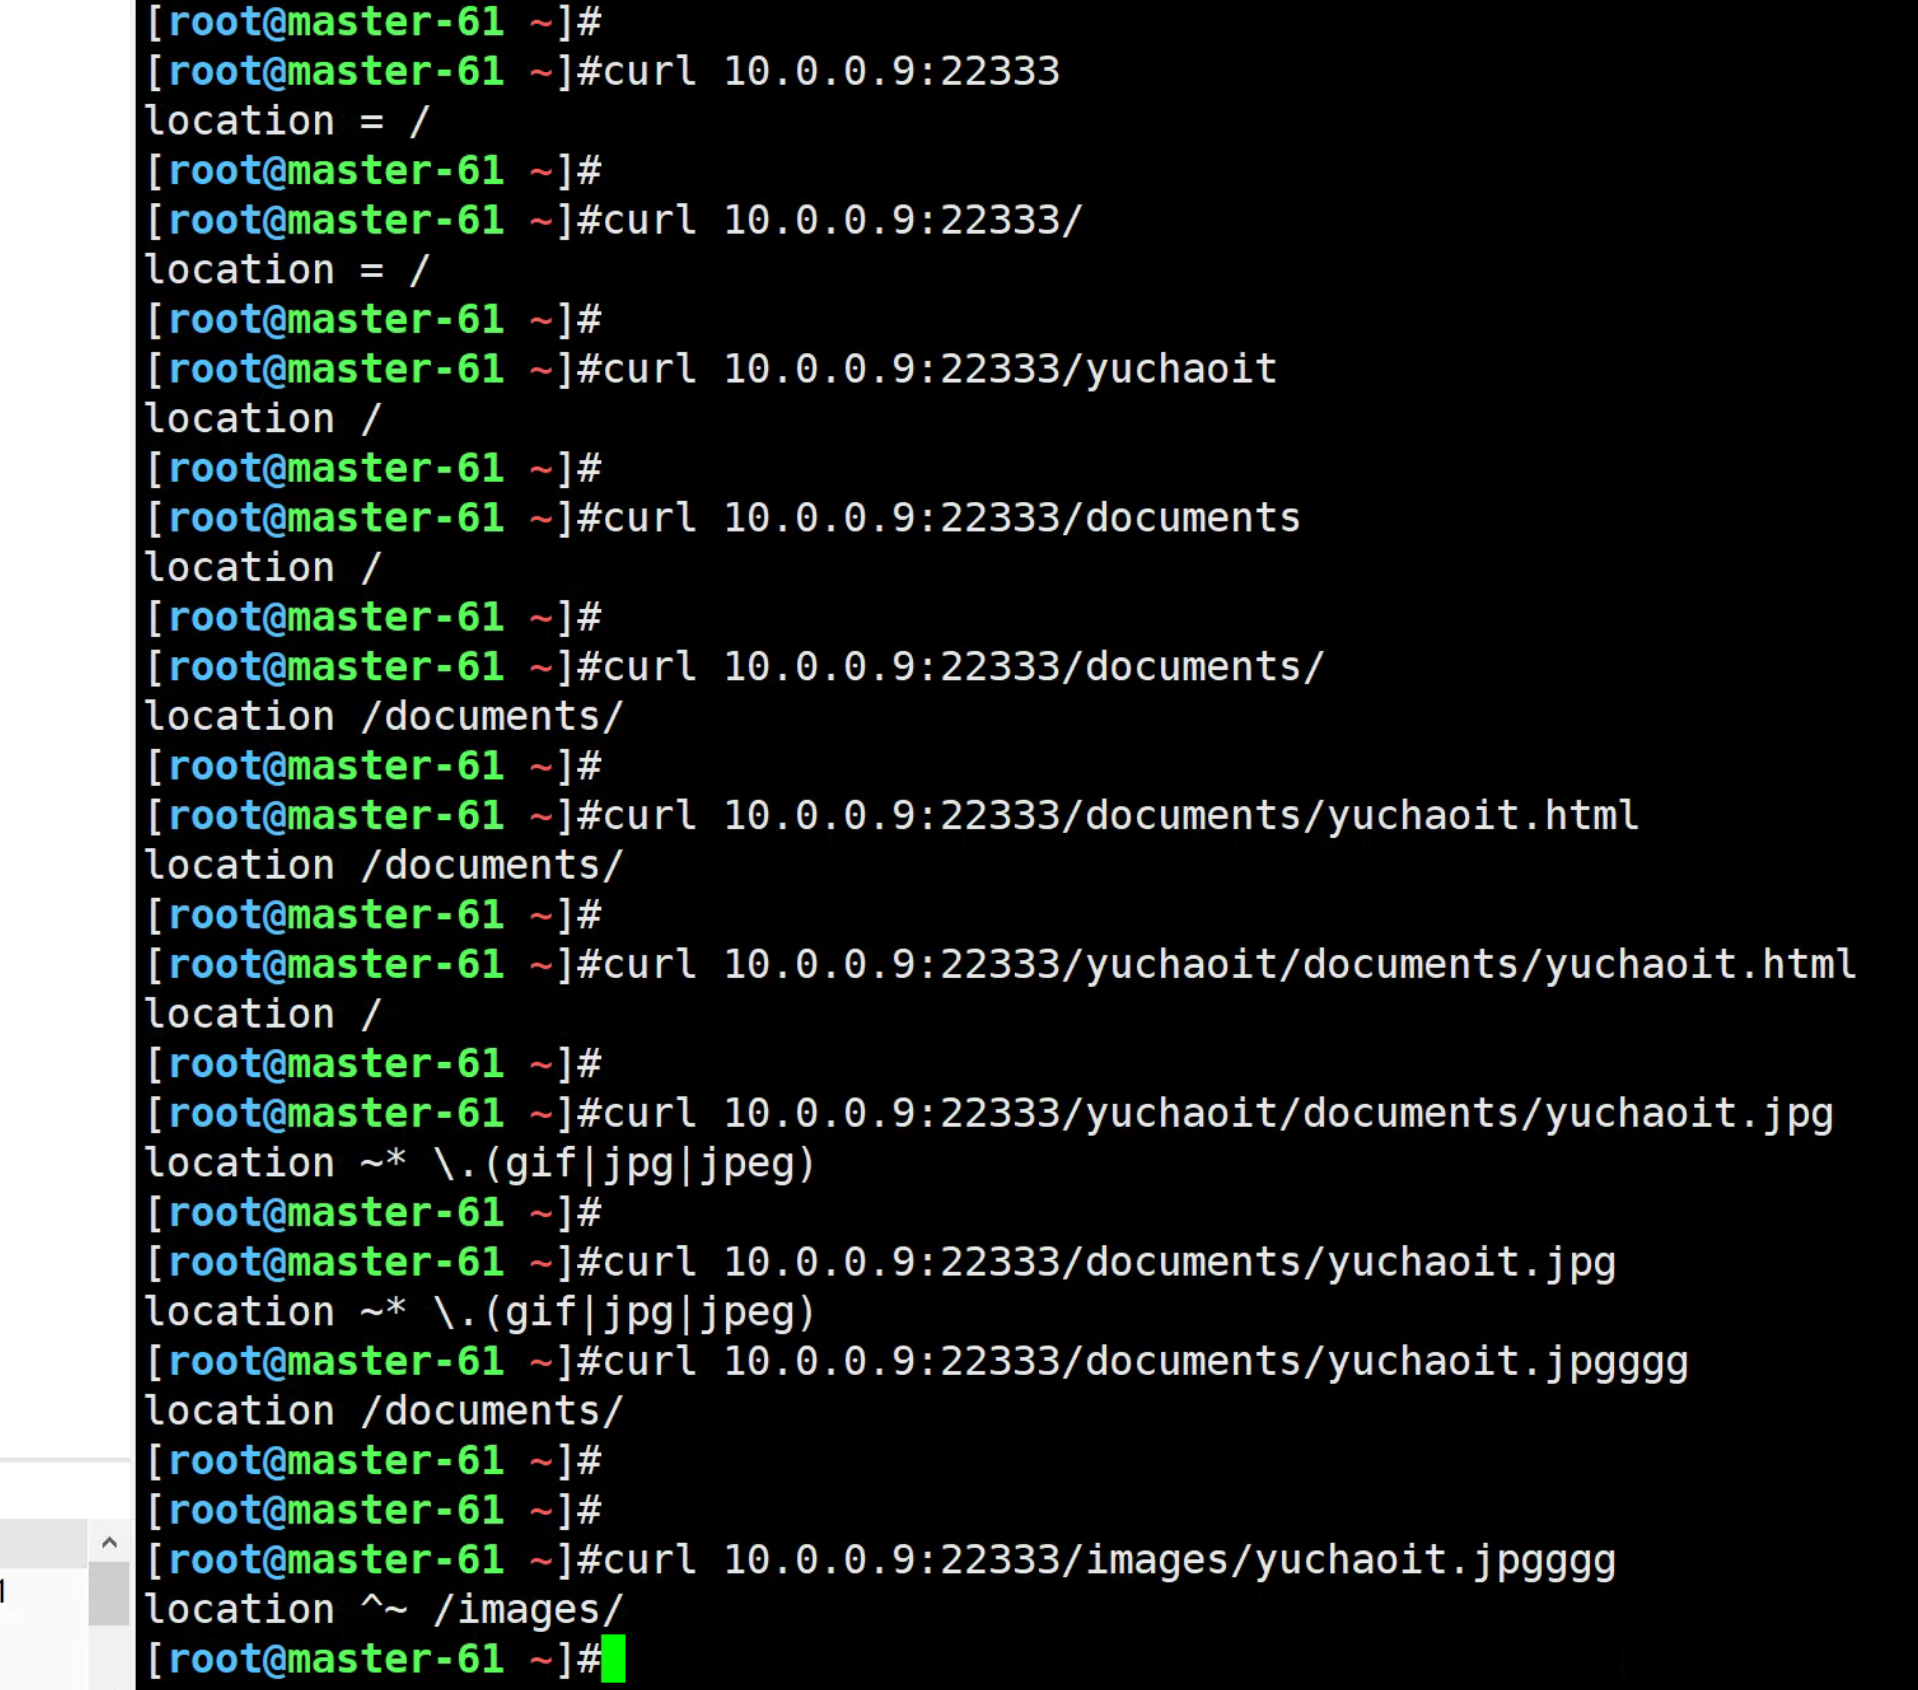 [root@master-61 ~]#
[root@master-61 ~]#curl 10.0.0.9:22333
location = /
[root@master-61 ~]#
[root@master-61 ~]#curl 10.0.0.9:22333/
location = /
[root@master-61 ~]#
[root@master-61 ~]#curl 10.0.0.9:22333/yuchaoit
location /
[root@master-61 ~]#
[root@master-61 ~]#curl 10.0.0.9:22333/documents
location /
[root@master-61 ~]#
[root@master-61 ~]#curl 10.0.0.9:22333/documents/
location /documents/
[root@master-61 ~]#
[root@master-61 ~]#curl 10.0.0.9:22333/documents/yuchaoit.html
location /documents/
[root@master-61 ~]#
[root@master-61 ~]#curl 10.0.0.9:22333/yuchaoit/documents/yuchaoit.html
location /
[root@master-61 ~]#
[root@master-61 ~]#curl 10.0.0.9:22333/yuchaoit/documents/yuchaoit.jpg
location ~* \.(gif|jpg|jpeg)
[root@master-61 ~]#
[root@master-61 ~]#curl 10.0.0.9:22333/documents/yuchaoit.jpg
location ~* \.(gif|jpg|jpeg)
[root@master-61 ~]#curl 10.0.0.9:22333/documents/yuchaoit.jpgggg
location /documents/
[root@master-61 ~]#
[root@master-61 ~]#
[root@master-61 ~]#curl 10.0.0.9:22333/images/yuchaoit.jpgggg
location ^~ /images/
[root@master-61 ~]#